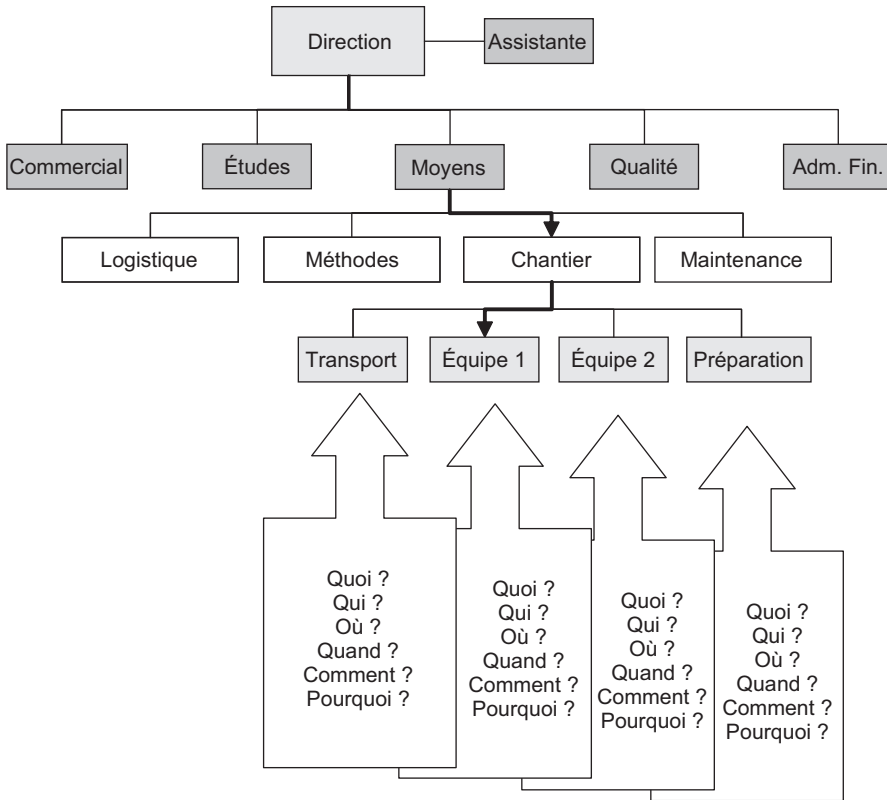 Direction
Assistante
Commercial
Études
Moyens
Qualité
Adm. Fin.
Logistique
Méthodes
Chantier
Maintenance
Transport
Équipe 1
Équipe 2
Préparation
Quoi ?
Qui ?
Où ?
Quand ?
Comment ?
Pourquoi ?
Quoi ?
Qui ?
Où ?
Quand ?
Comment ?
Pourquoi ?
Quoi ?
Qui ?
Où ?
Quand ?
Comment ?
Pourquoi ?
Quoi ?
Qui ?
Où ?
Quand ?
Comment ?
Pourquoi ?